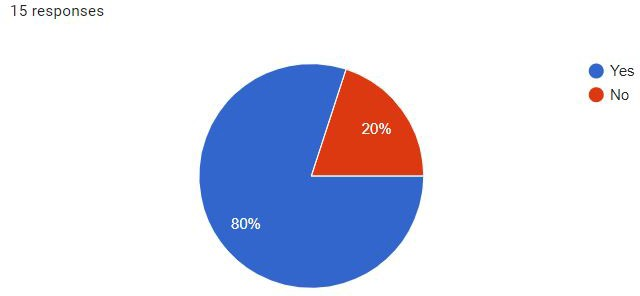 15 responses
Yes
No
20%
80%